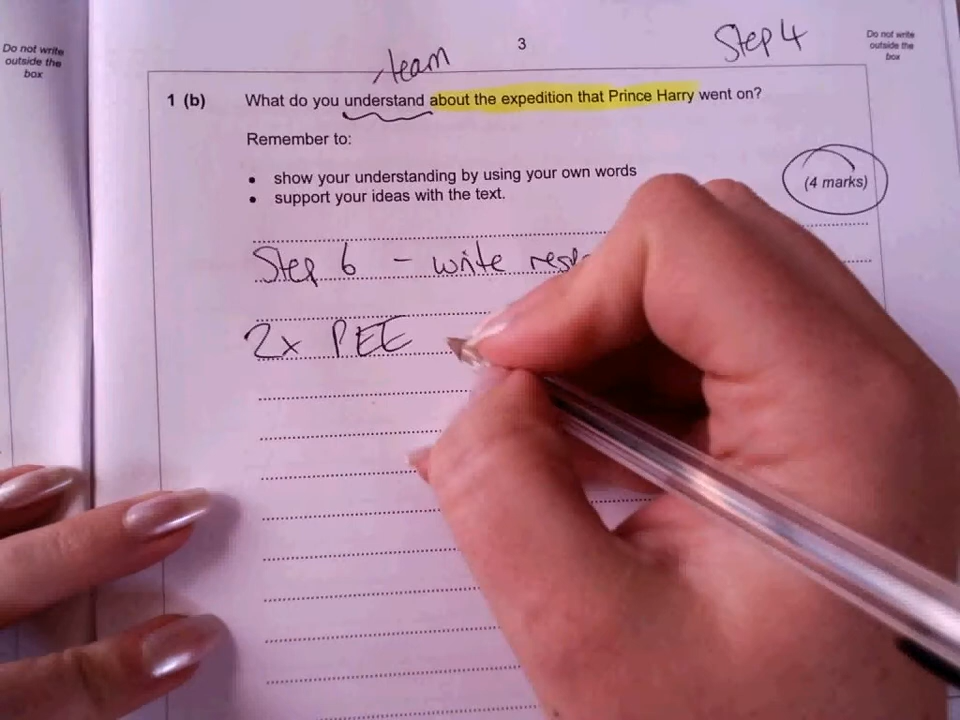 3
Step 4
Do not write
outside the
box
Do not write
outside the
box
team
1 (b) What do you understand about the expedition that Prince Harry went on?
Remember to:
• show your understanding by using your own words
(4 marks)
• support your ideas with the text.
Step 6 - write
2x PEE